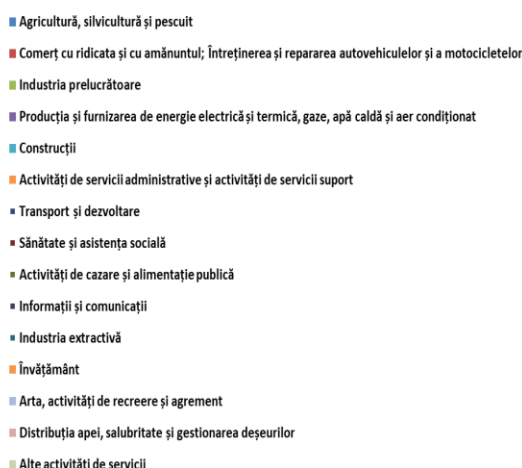 Agricultură, silvicultură și pescuit
Comerț cu ridicata și cu amănuntul; Întreținerea și repararea autovehiculelor și a motocicletelor
Industria prelucrătoare
Producția și furnizarea de energie electrică și termică, gaze, apă caldă și aer condiționat
Construcții
Activități de servicii administrative și activități de servicii suport
Transport și dezvoltare
Sănătate și asistența socială
Activități de cazare și alimentație publică
Informații și comunicații
Industria extractivă
Învățământ
Arta, activități de recreere și agrement
Distribuția apei, salubritate și gestionarea deșeurilor
Alte activități de servicii